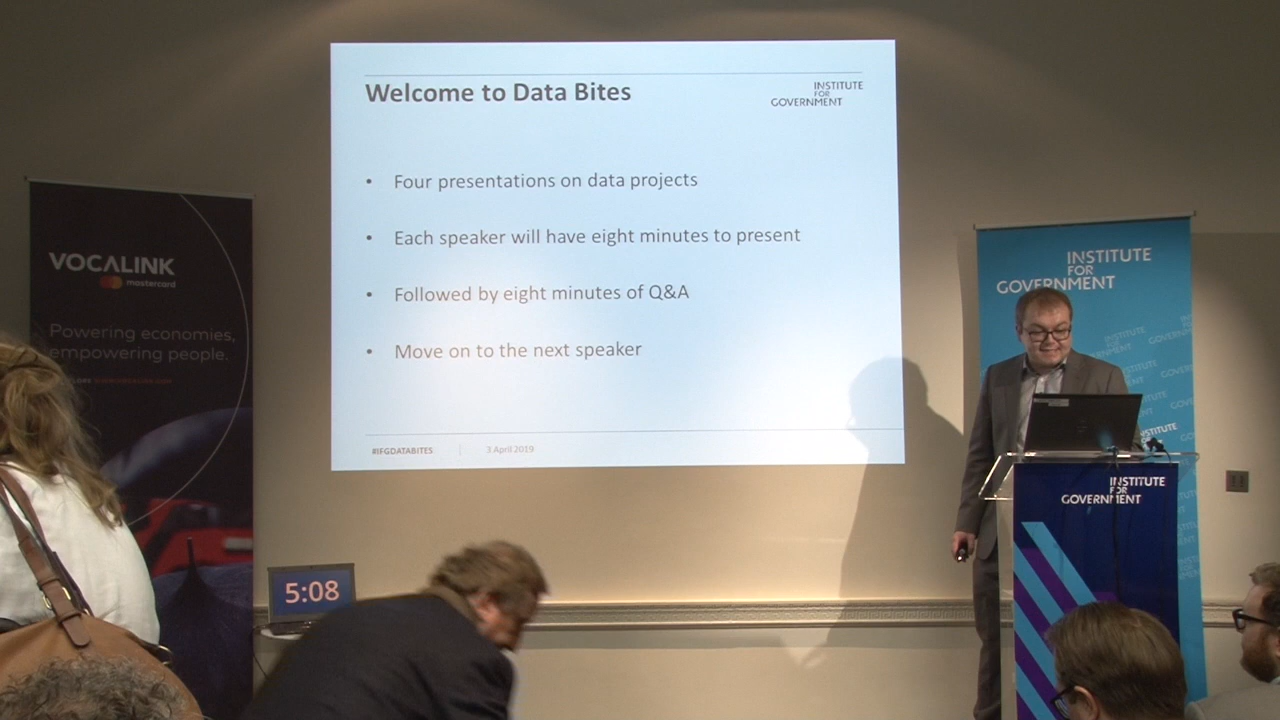 Welcome to Data Bites
INSTITUTE
FOR
GOVERNMENT
• Four presentations on data projects
• Each speaker will have eight minutes to present
• Followed by eight minutes of Q&A
• Move on to the next speaker
#IFGDATABITES
3 April 2019
VOCALINK
mastercard
Powering economies,
empowering people.
5:08
INSTITUTE
FOR
GOVERNMENT
INSTITUTE
FOR
GOVERNMENT